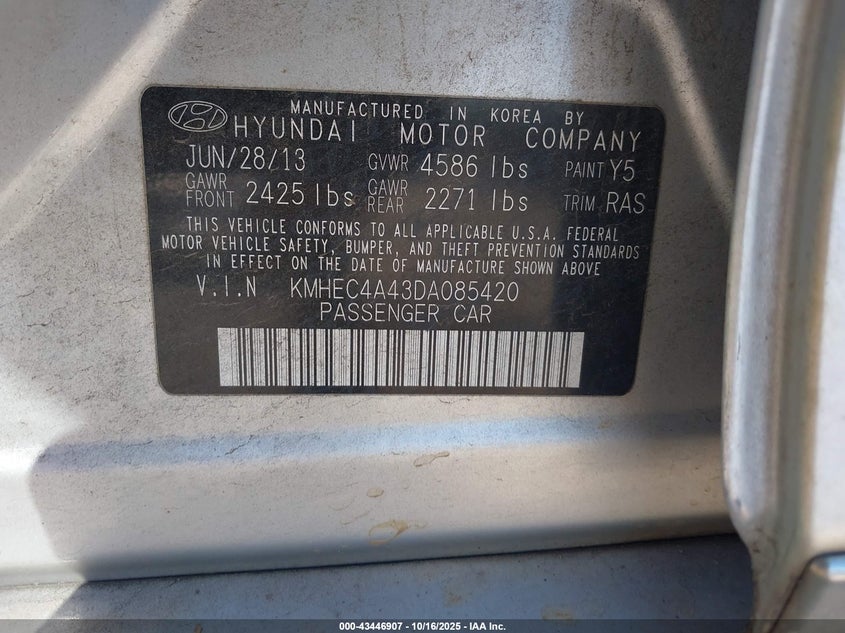 MANUFACTURED IN KOREA BY
HYUNDAI MOTOR COMPANY
JUN/28/13 GVWR 4586 lbs PAINT Y5
GAWR FRONT 2425 lbs GAWR REAR 2271 lbs TRIM RAS
THIS VEHICLE CONFORMS TO ALL APPLICABLE U.S.A. FEDERAL
MOTOR VEHICLE SAFETY, BUMPER, AND THEFT PREVENTION STANDARDS
IN EFFECT ON THE DATE OF MANUFACTURE SHOWN ABOVE
V.I.N KMHEC4A43DA085420
PASSENGER CAR
000-43446907 - 10/16/2025 - IAA Inc.